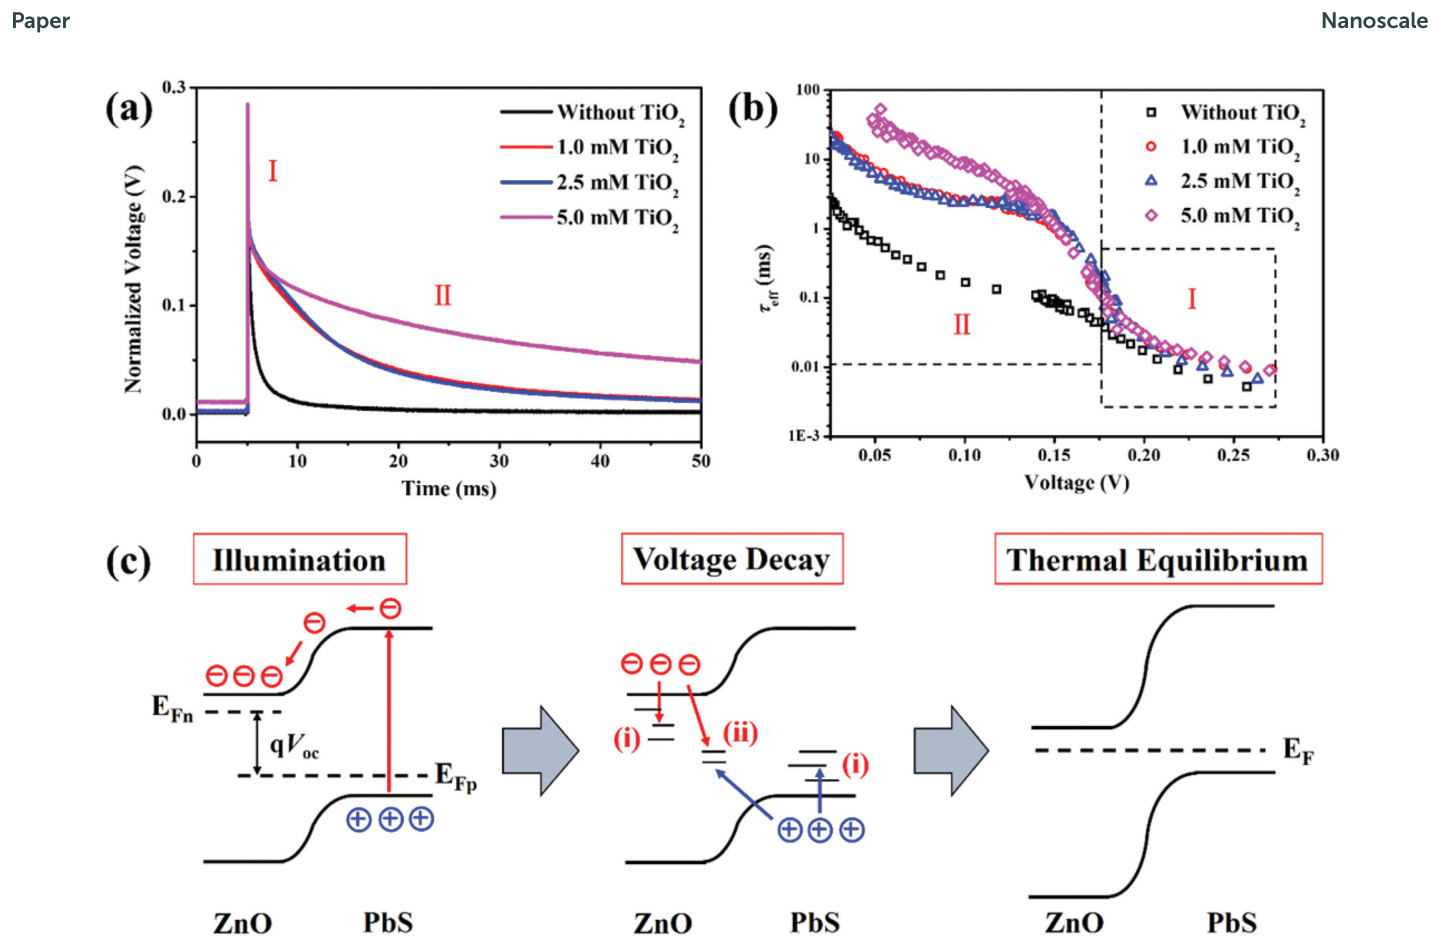 Paper
Nanoscale
(a)
0.3
0.2
0.1
0.0
Normalized Voltage (V)
Without TiO₂
1.0 mM TiO₂
2.5 mM TiO₂
5.0 mM TiO₂
I
II
0
10
20
30
40
50
Time (ms)
(b)
100
10
1
0.1
0.01
1E-3
τeff (ms)
Without TiO₂
1.0 mM TiO₂
2.5 mM TiO₂
5.0 mM TiO₂
I
II
0.05
0.10
0.15
0.20
0.25
0.30
Voltage (V)
(c)
Illumination
Voltage Decay
Thermal Equilibrium
EFn
qVoc
EFp
(i)
(ii)
(i)
EF
ZnO
PbS
ZnO
PbS
ZnO
PbS